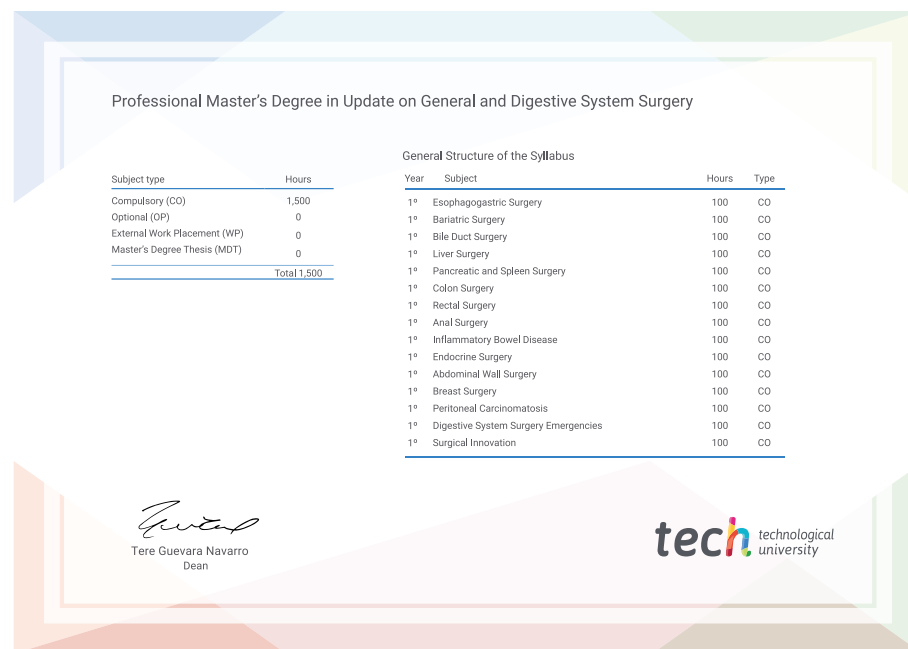 Professional Master's Degree in Update on General and Digestive System Surgery
Subject type Hours
Compulsory (CO) 1,500
Optional (OP) 0
External Work Placement (WP) 0
Master's Degree Thesis (MDT) 0
Total 1,500
General Structure of the Syllabus
Year Subject Hours Type
1º Esophagogastric Surgery 100 CO
1º Bariatric Surgery 100 CO
1º Bile Duct Surgery 100 CO
1º Liver Surgery 100 CO
1º Pancreatic and Spleen Surgery 100 CO
1º Colon Surgery 100 CO
1º Rectal Surgery 100 CO
1º Anal Surgery 100 CO
1º Inflammatory Bowel Disease 100 CO
1º Endocrine Surgery 100 CO
1º Abdominal Wall Surgery 100 CO
1º Breast Surgery 100 CO
1º Peritoneal Carcinomatosis 100 CO
1º Digestive System Surgery Emergencies 100 CO
1º Surgical Innovation 100 CO
Tere Guevara Navarro
Dean
tech technological
university